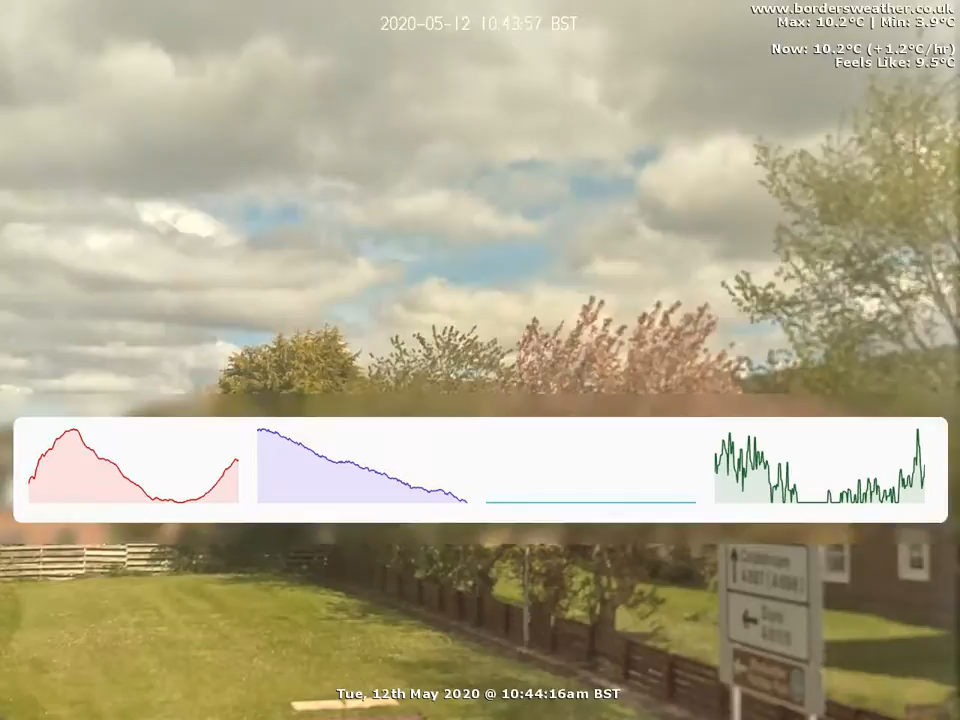 www.bordersweather.co.uk
2020-05-12 10:43:57 BST
Max: 10.2°C | Min: 3.9°C
Now: 10.2°C (+1.2°C/hr)
Feels Like: 9.5°C
Tue, 12th May 2020 @ 10:44:16am BST